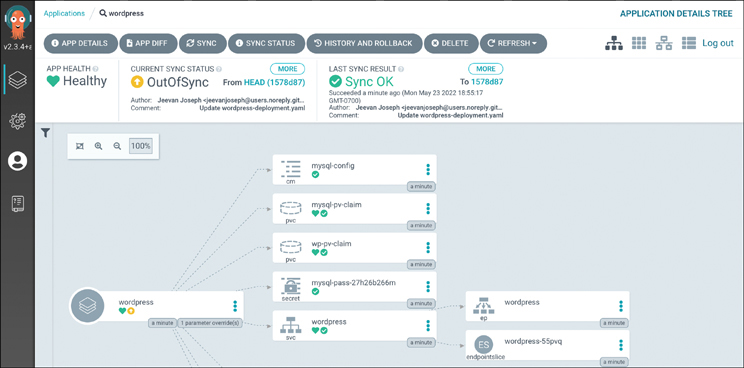 Applications / wordpress
APPLICATION DETAILS TREE
v2.3.4+
APP DETAILS
APP DIFF
SYNC
SYNC STATUS
HISTORY AND ROLLBACK
DELETE
REFRESH
Log out
APP HEALTH
Healthy
CURRENT SYNC STATUS
MORE
OutOfSync
From HEAD (1578d87)
Author: Jeevan Joseph <jeevanjoseph@users.noreply.git...
Comment: Update wordpress-deployment.yaml
LAST SYNC RESULT
MORE
Sync OK
To 1578d87
Succeeded a minute ago (Mon May 23 2022 18:55:17
GMT-0700)
Author: Jeevan Joseph <jeevanjoseph@users.noreply.git...
Comment: Update wordpress-deployment.yaml
100%
mysql-config
cm
a minute
mysql-pv-claim
pvc
a minute
wp-pv-claim
pvc
a minute
mysql-pass-27h26b266m
secret
a minute
wordpress
a minute
1 parameter override(s)
wordpress
svc
a minute
wordpress
ep
a minute
ES
wordpress-55pvq
endpointslice
a minute